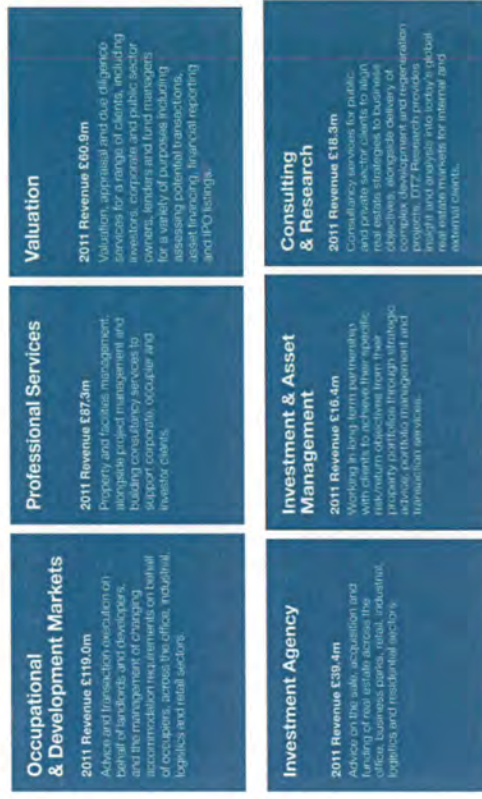 Occupational
& Development Markets
2011 Revenue £119.0m
Advice and transaction execution on
behalf of landlords and developers,
and the management of changing
accommodation requirements on behalf
of occupiers, across the office, industrial,
logistics and retail sectors.
Professional Services
2011 Revenue £87.3m
Property and facilities management,
alongside project management and
building consultancy services to
support corporate, occupier and
investor clients.
Valuation
2011 Revenue £60.9m
Valuation, appraisal and due diligence
services for a range of clients, including
investors, corporate and public sector
owners, lenders and fund managers
for a variety of purposes including
assessing potential transactions,
asset financing, financial reporting
and IPO listings.
Investment Agency
2011 Revenue £39.4m
Advice on the sale, acquisition and
funding of real estate across the
office, business parks, retail, industrial,
logistics and residential sectors.
Investment & Asset
Management
2011 Revenue £16.4m
Working in long-term partnership
with clients to achieve their specific
risk/return objectives from their
property portfolios through strategic
advice, portfolio management and
transaction services.
Consulting
& Research
2011 Revenue £18.3m
Consultancy services for public
and private sector clients to align
real estate strategies to business
objectives, alongside delivery of
complex development and regeneration
projects. DTZ Research provides
insight and analysis into today's global
real estate markets for internal and
external clients.